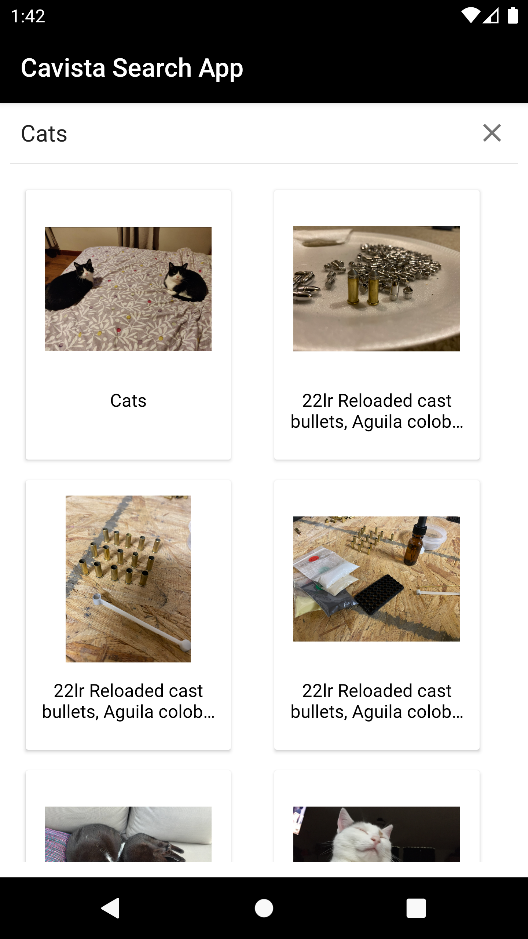 1:42
Cavista Search App
Cats
Cats
22lr Reloaded cast
bullets, Aguila colob...
22lr Reloaded cast
bullets, Aguila colob...
22lr Reloaded cast
bullets, Aguila colob...